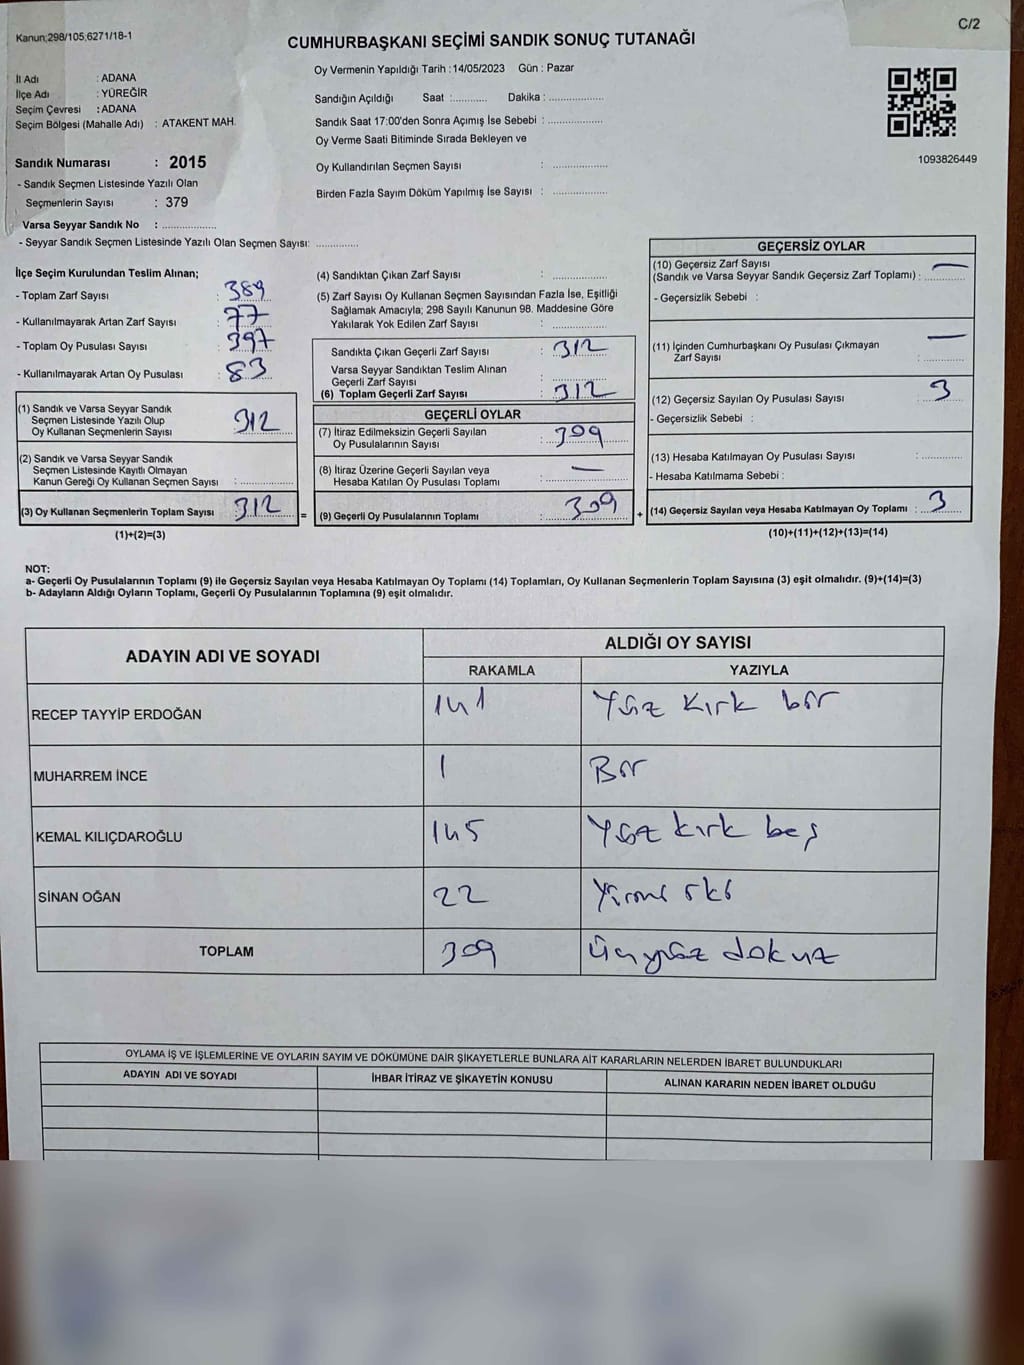 Kanun;298/105,6271/18-1
C/2
CUMHURBAŞKANI SEÇİMİ SANDIK SONUÇ TUTANAĞI
İl Adı : ADANA
İlçe Adı : YÜREĞİR
Seçim Çevresi : ADANA
Seçim Bölgesi (Mahalle Adı) : ATAKENT MAH.
Sandık Numarası : 2015
- Sandık Seçmen Listesinde Yazılı Olan
Seçmenlerin Sayısı : 379
Varsa Seyyar Sandık No : ..................
- Seyyar Sandık Seçmen Listesinde Yazılı Olan Seçmen Sayısı: ..............
Oy Vermenin Yapıldığı Tarih : 14/05/2023 Gün : Pazar
Sandığın Açıldığı Saat :............ Dakika : ..................
Sandık Saat 17:00'den Sonra Açımış İse Sebebi : ..................
Oy Verme Saati Bitiminde Sırada Bekleyen ve
Oy Kullandırılan Seçmen Sayısı : ..................
Birden Fazla Sayım Döküm Yapılmış İse Sayısı : ..................
1093826449
İlçe Seçim Kurulundan Teslim Alınan;
- Toplam Zarf Sayısı : 389
- Kullanılmayarak Artan Zarf Sayısı : 77
- Toplam Oy Pusulası Sayısı : 397
- Kullanılmayarak Artan Oy Pusulası : 83
(1) Sandık ve Varsa Seyyar Sandık
Seçmen Listesinde Yazılı Olup
Oy Kullanan Seçmenlerin Sayısı 312
(2) Sandık ve Varsa Seyyar Sandık
Seçmen Listesinde Kayıtlı Olmayan
Kanun Gereği Oy Kullanan Seçmen Sayısı : ..................
(3) Oy Kullanan Seçmenlerin Toplam Sayısı 312 =
(1)+(2)=(3)
(4) Sandıktan Çıkan Zarf Sayısı : ..................
(5) Zarf Sayısı Oy Kullanan Seçmen Sayısından Fazla İse, Eşitliği
Sağlamak Amacıyla; 298 Sayılı Kanunun 98. Maddesine Göre
Yakılarak Yok Edilen Zarf Sayısı : ..................
Sandıkta Çıkan Geçerli Zarf Sayısı : 312
Varsa Seyyar Sandıktan Teslim Alınan
Geçerli Zarf Sayısı : ..................
(6) Toplam Geçerli Zarf Sayısı : 312
GEÇERLİ OYLAR
(7) İtiraz Edilmeksizin Geçerli Sayılan
Oy Pusulalarının Sayısı : 309
(8) İtiraz Üzerine Geçerli Sayılan veya
Hesaba Katılan Oy Pusulası Toplamı : —
(9) Geçerli Oy Pusulalarının Toplamı : 309 +
GEÇERSİZ OYLAR
(10) Geçersiz Zarf Sayısı
(Sandık ve Varsa Seyyar Sandık Geçersiz Zarf Toplamı) : —
- Geçersizlik Sebebi :
(11) İçinden Cumhurbaşkanı Oy Pusulası Çıkmayan
Zarf Sayısı : —
(12) Geçersiz Sayılan Oy Pusulası Sayısı : 3
- Geçersizlik Sebebi :
(13) Hesaba Katılmayan Oy Pusulası Sayısı : ............
- Hesaba Katılmama Sebebi :
(14) Geçersiz Sayılan veya Hesaba Katılmayan Oy Toplamı : 3
(10)+(11)+(12)+(13)=(14)
NOT:
a- Geçerli Oy Pusulalarının Toplamı (9) ile Geçersiz Sayılan veya Hesaba Katılmayan Oy Toplamı (14) Toplamları, Oy Kullanan Seçmenlerin Toplam Sayısına (3) eşit olmalıdır. (9)+(14)=(3)
b- Adayların Aldığı Oyların Toplamı, Geçerli Oy Pusulalarının Toplamına (9) eşit olmalıdır.
ADAYIN ADI VE SOYADI ALDIĞI OY SAYISI
RAKAMLA YAZIYLA
RECEP TAYYİP ERDOĞAN 141 Yüz kırk bir
MUHARREM İNCE 1 Bir
KEMAL KILIÇDAROĞLU 145 Yüz kırk beş
SİNAN OĞAN 22 Yirmi iki
TOPLAM 309 Üçyüz dokuz
OYLAMA İŞ VE İŞLEMLERİNE VE OYLARIN SAYIM VE DÖKÜMÜNE DAİR ŞİKAYETLERLE BUNLARA AİT KARARLARIN NELERDEN İBARET BULUNDUKLARI
ADAYIN ADI VE SOYADI İHBAR İTİRAZ VE ŞİKAYETİN KONUSU ALINAN KARARIN NEDEN İBARET OLDUĞU